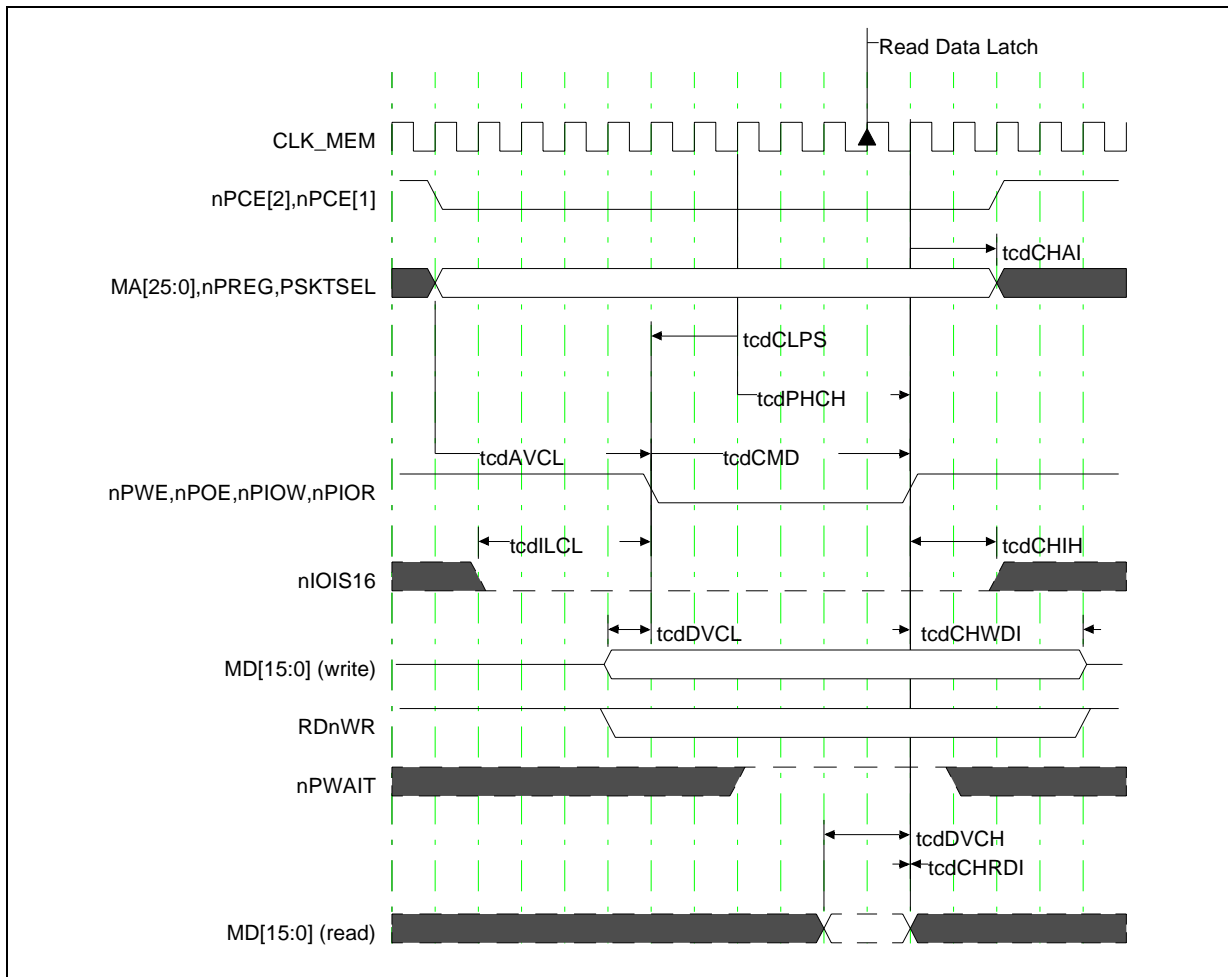 Read Data Latch
CLK_MEM
nPCE[2],nPCE[1]
tcdCHAI
MA[25:0],nPREG,PSKTSEL
tcdCLPS
tcdPHCH
tcdAVCL
tcdCMD
nPWE,nPOE,nPIOW,nPIOR
tcdILCL
tcdCHIH
nIOIS16
tcdDVCL
tcdCHWDI
MD[15:0] (write)
RDnWR
nPWAIT
tcdDVCH
tcdCHRDI
MD[15:0] (read)